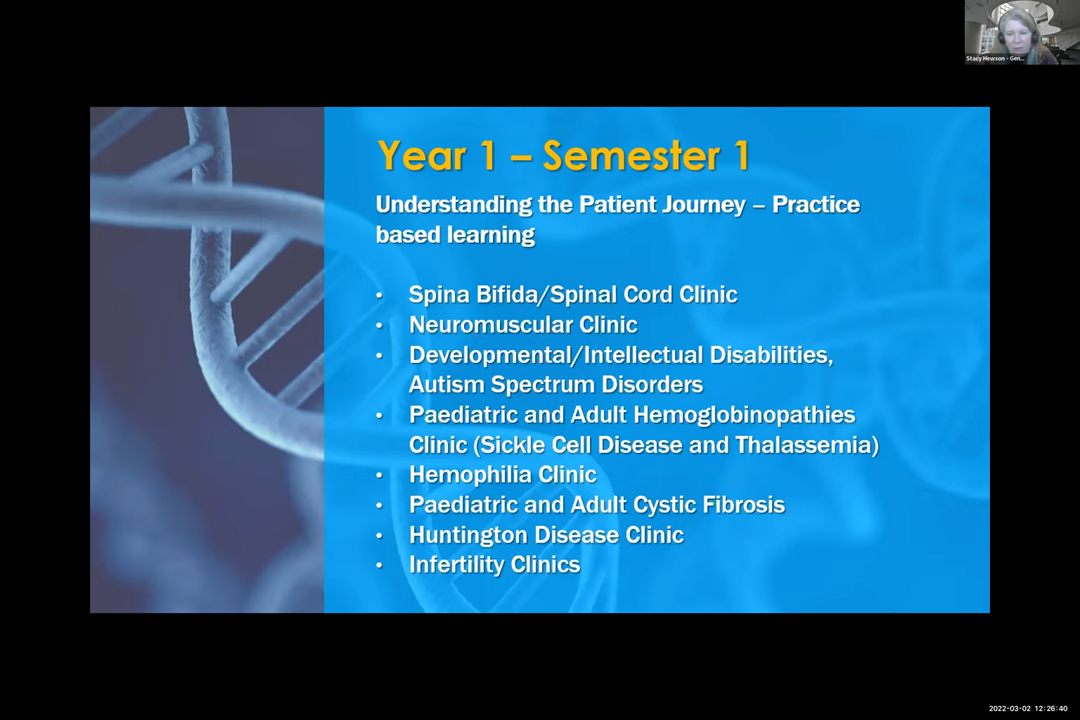 Stacy Hewson - Gen...
Year 1 – Semester 1
Understanding the Patient Journey – Practice
based learning
• Spina Bifida/Spinal Cord Clinic
• Neuromuscular Clinic
• Developmental/Intellectual Disabilities,
Autism Spectrum Disorders
• Paediatric and Adult Hemoglobinopathies
Clinic (Sickle Cell Disease and Thalassemia)
• Hemophilia Clinic
• Paediatric and Adult Cystic Fibrosis
• Huntington Disease Clinic
• Infertility Clinics
2022-03-02 12:26:40